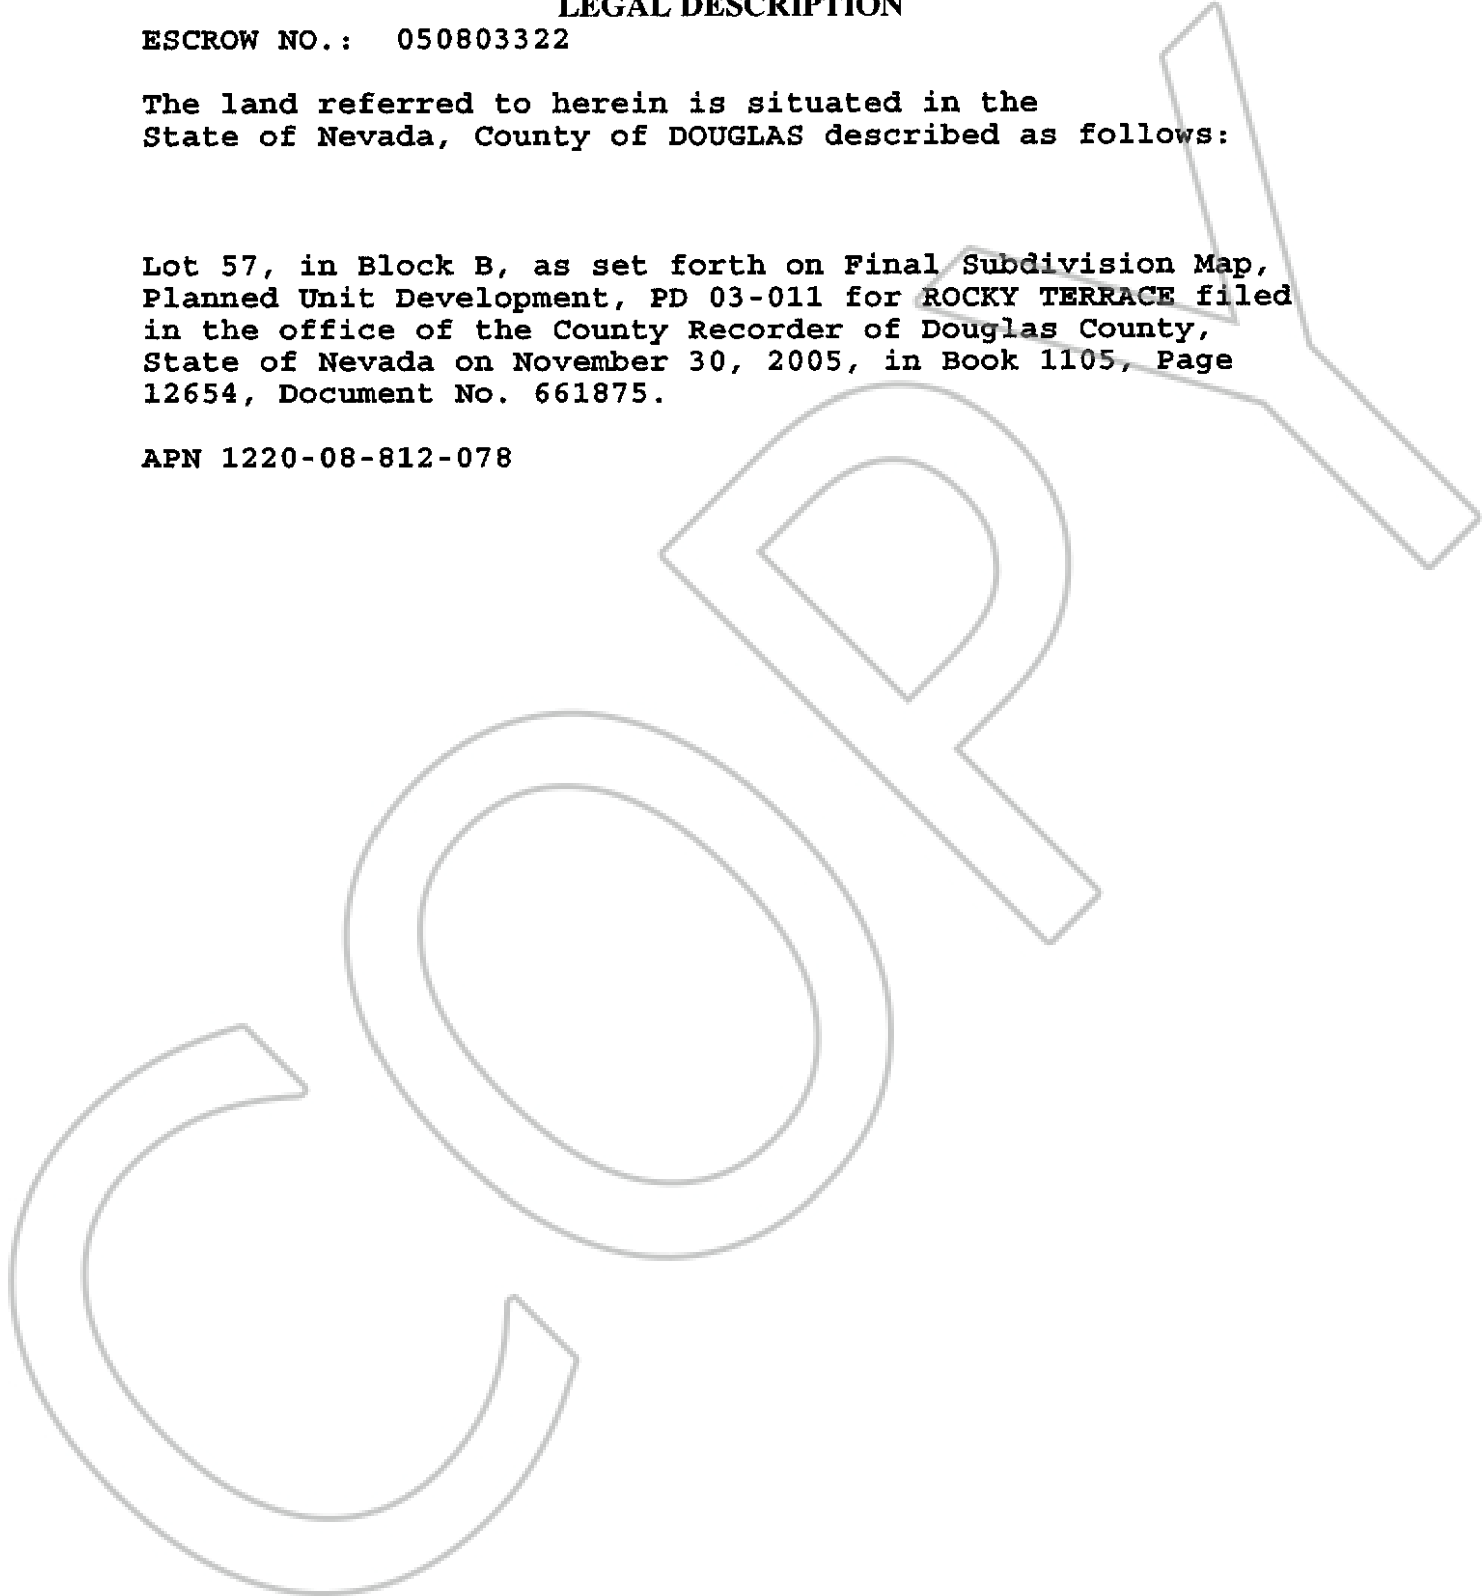 LEGAL DESCRIPTION
ESCROW NO.: 050803322
The land referred to herein is situated in the
State of Nevada, County of DOUGLAS described as follows:
Lot 57, in Block B, as set forth on Final Subdivision Map,
Planned Unit Development, PD 03-011 for ROCKY TERRACE filed
in the office of the County Recorder of Douglas County,
State of Nevada on November 30, 2005, in Book 1105, Page
12654, Document No. 661875.
APN 1220-08-812-078
COPY